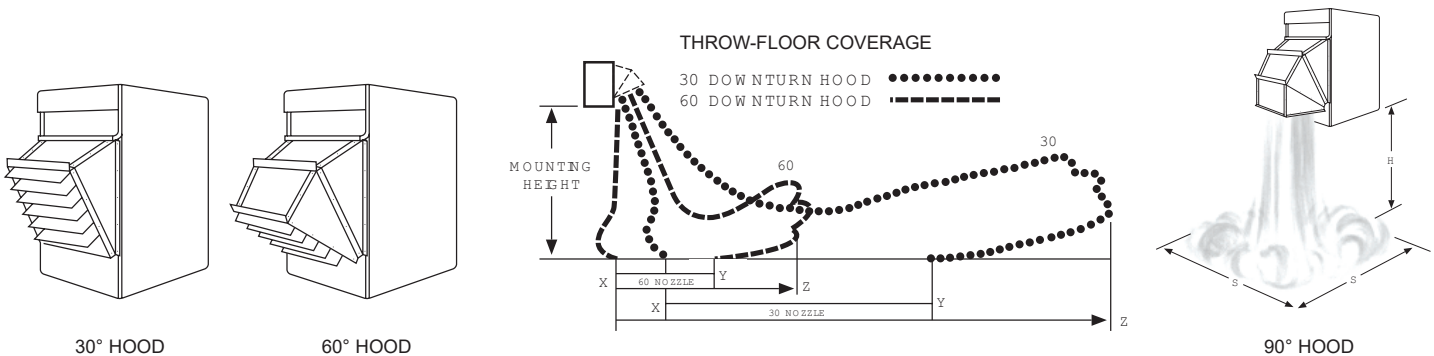 THROW-FLOOR COVERAGE
30 DOWNTURN HOOD
60 DOWNTURN HOOD
MOUNTING
HEIGHT
60
30
X
60 NOZZLE
Y
Z
X
30 NOZZLE
Y
Z
H
S
S
30° HOOD
60° HOOD
90° HOOD